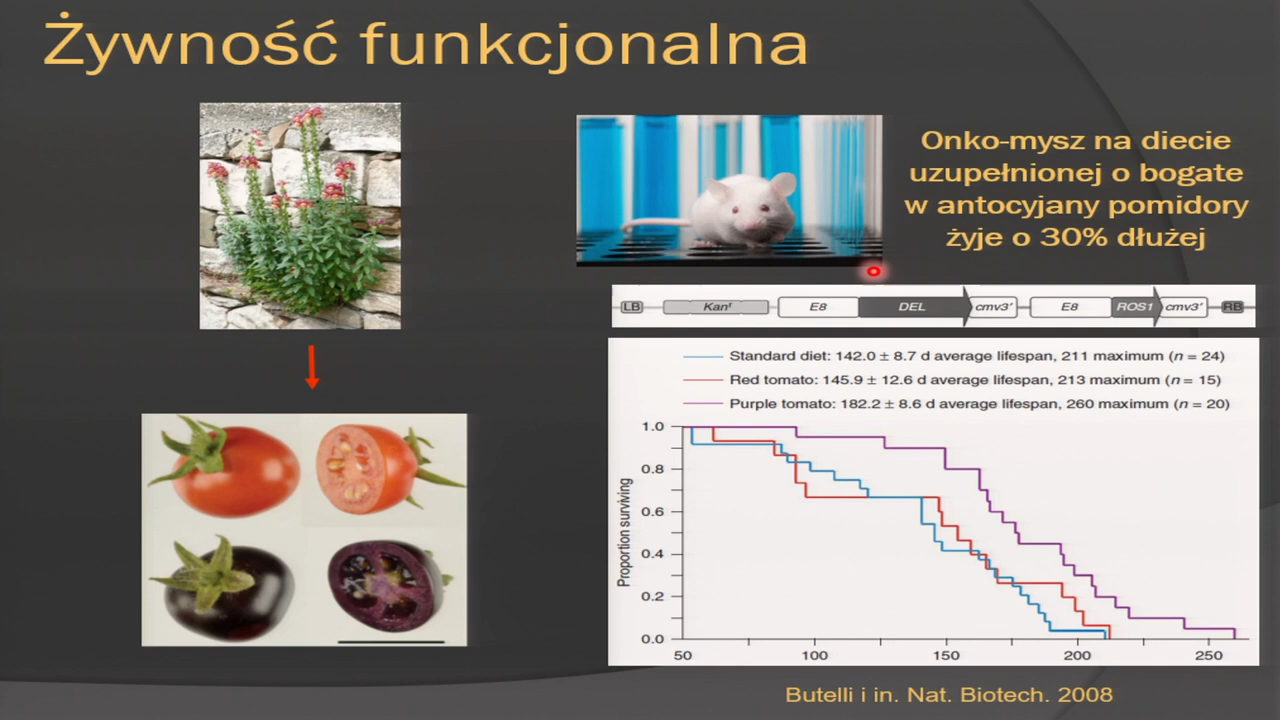 Żywność funkcjonalna
Onko-mysz na diecie
uzupełnionej o bogate
w antocyjany pomidory
żyje o 30% dłużej
LB Kanʳ E8 DEL cmv3' E8 ROS1 cmv3' RB
Standard diet: 142.0 ± 8.7 d average lifespan, 211 maximum (n = 24)
Red tomato: 145.9 ± 12.6 d average lifespan, 213 maximum (n = 15)
Purple tomato: 182.2 ± 8.6 d average lifespan, 260 maximum (n = 20)
Proportion surviving
1.0
0.8
0.6
0.4
0.2
0.0
50 100 150 200 250
Butelli i in. Nat. Biotech. 2008